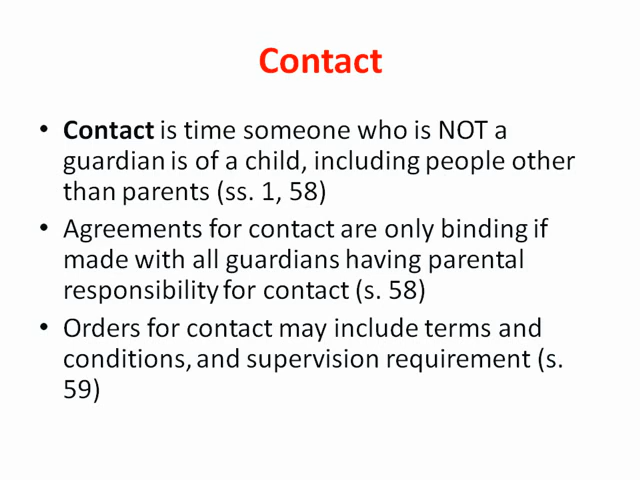 Contact
• Contact is time someone who is NOT a
guardian is of a child, including people other
than parents (ss. 1, 58)
• Agreements for contact are only binding if
made with all guardians having parental
responsibility for contact (s. 58)
• Orders for contact may include terms and
conditions, and supervision requirement (s.
59)